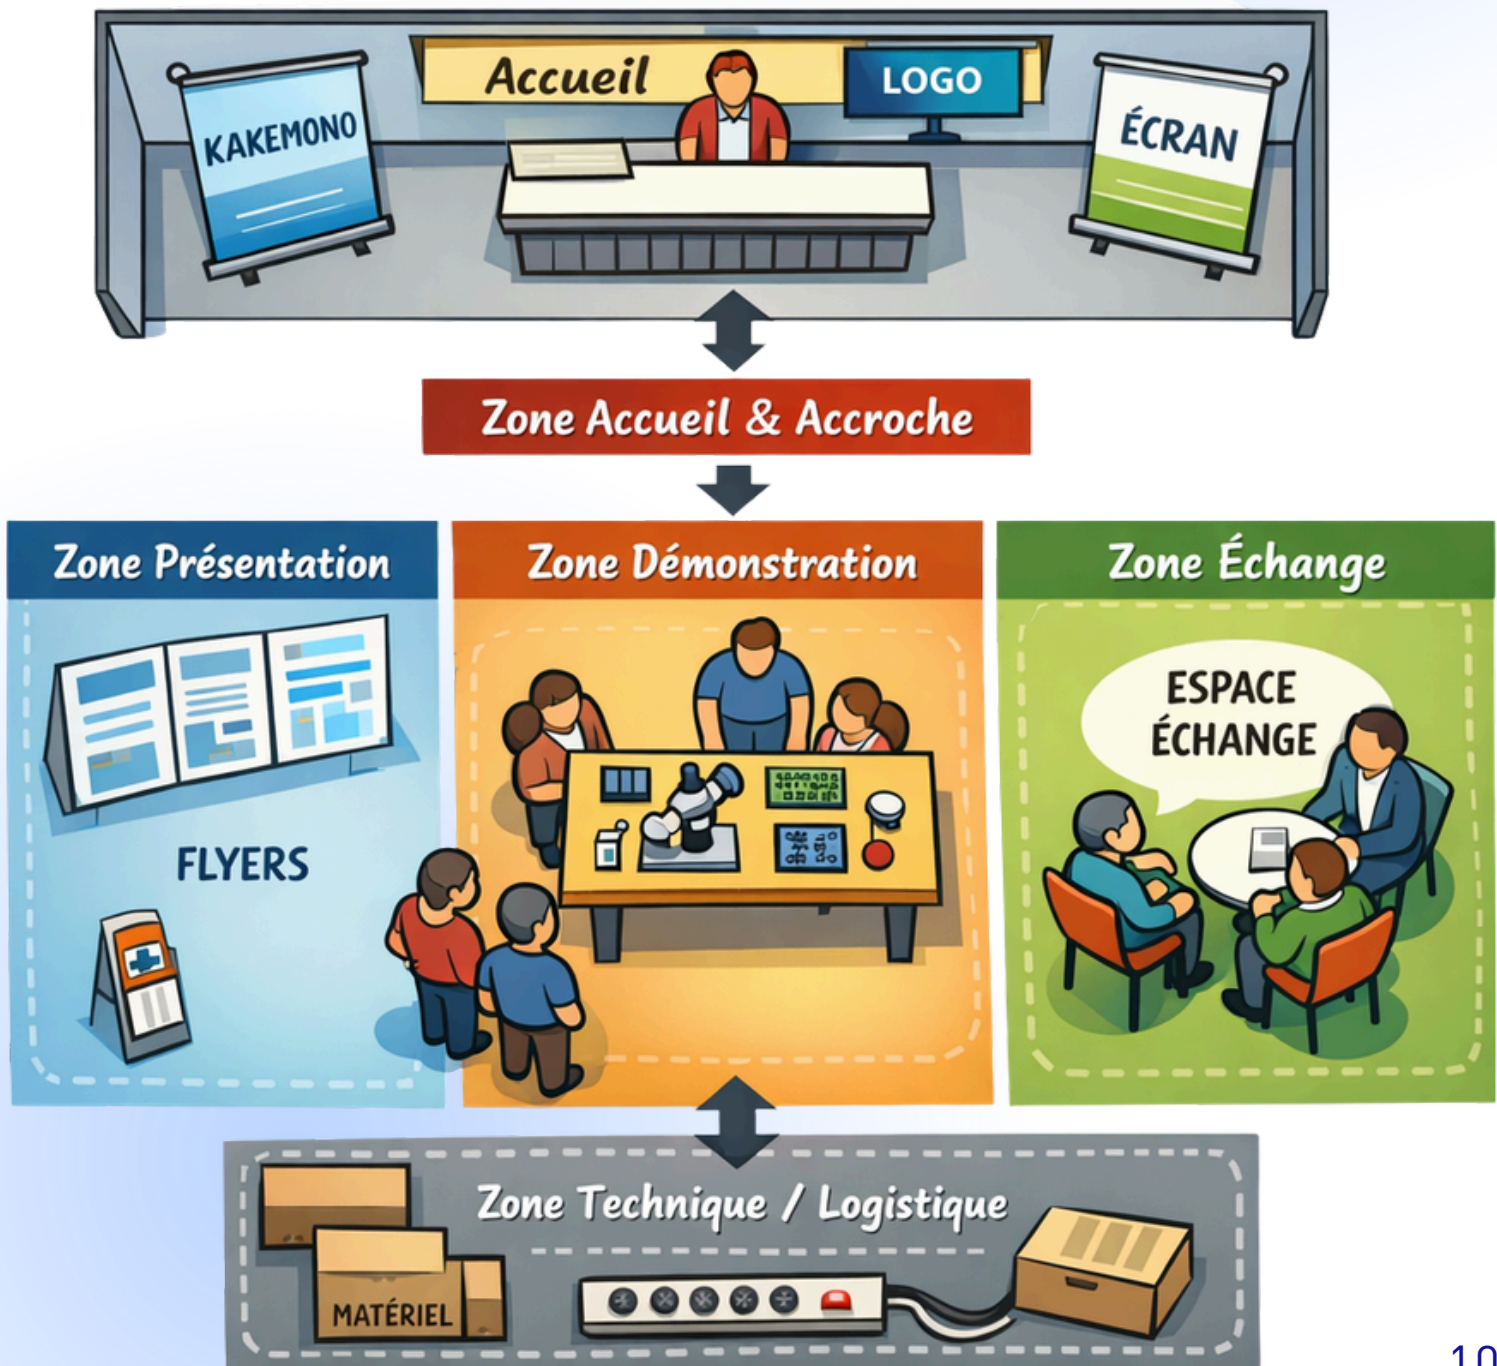 Accueil
LOGO
KAKEMONO
ÉCRAN
Zone Accueil & Accroche
Zone Présentation
Zone Démonstration
Zone Échange
FLYERS
ESPACE
ÉCHANGE
Zone Technique / Logistique
MATÉRIEL
10